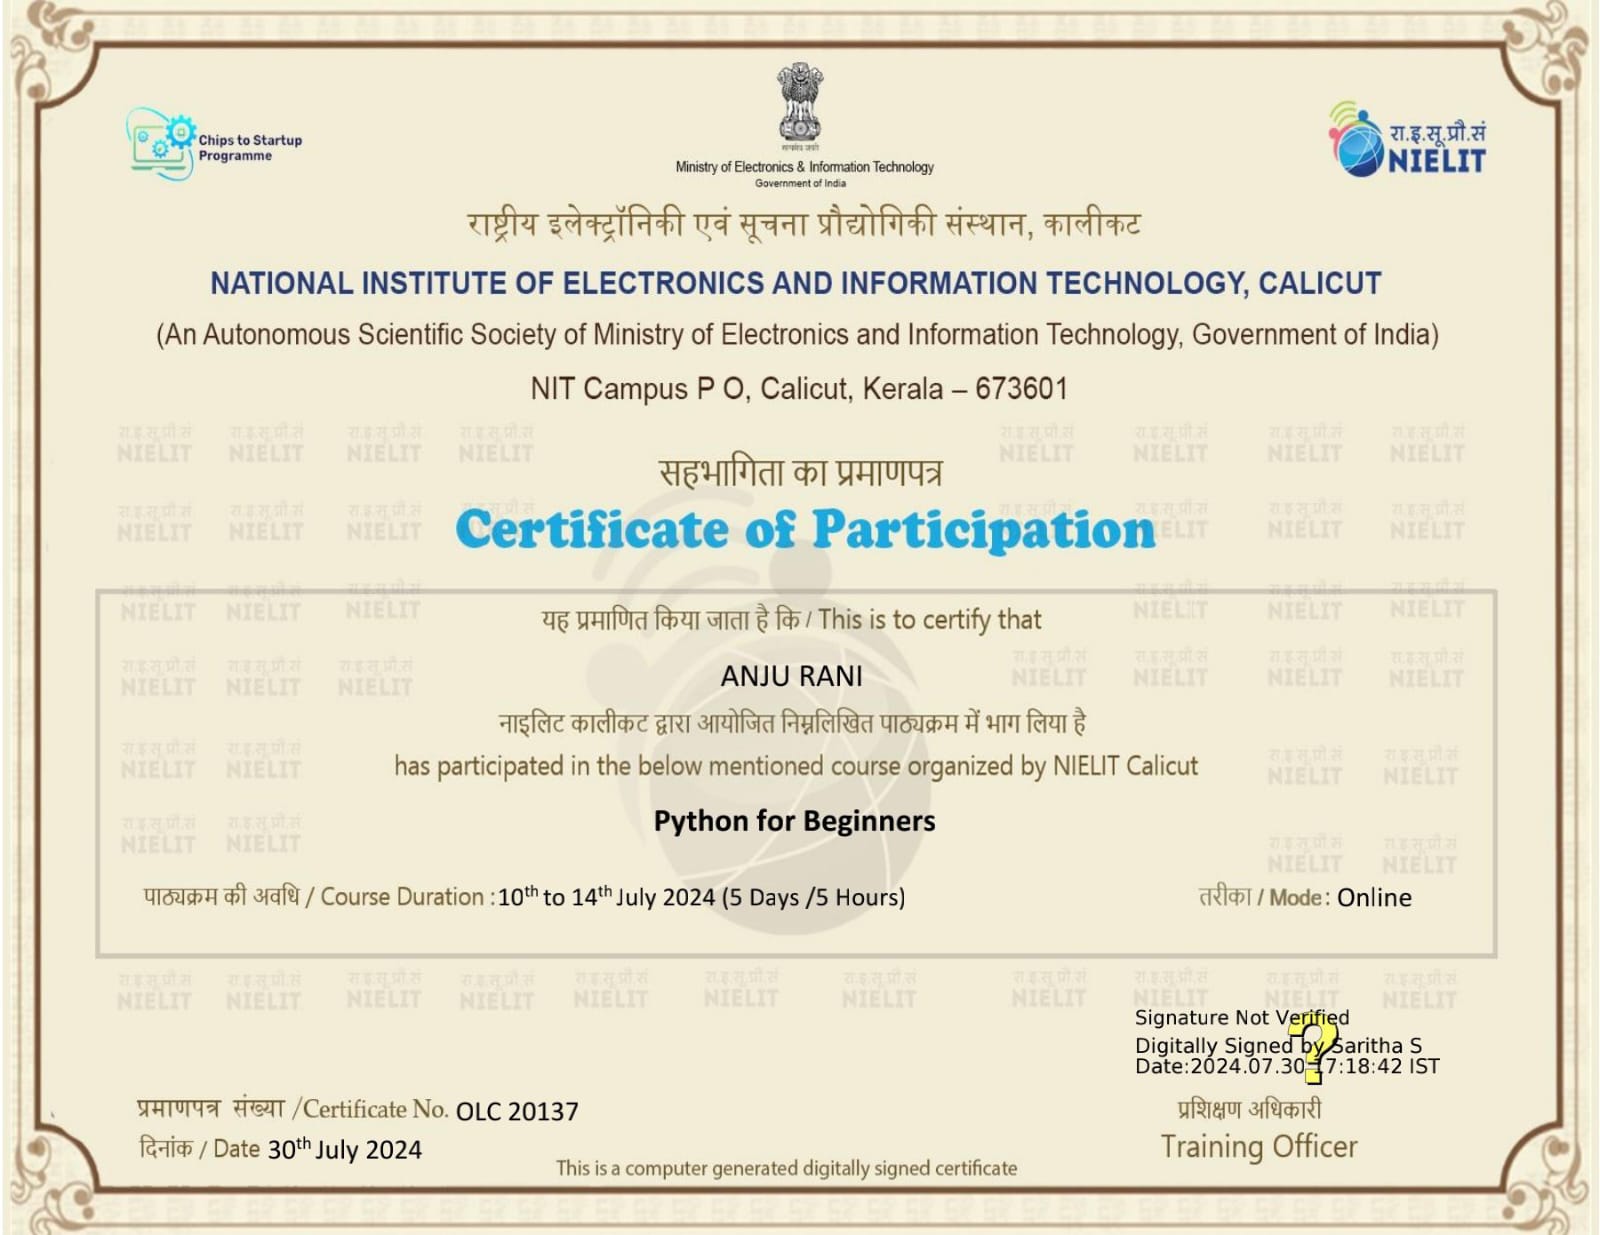 Chips to Startup
Programme
सत्यमेव जयते
Ministry of Electronics & Information Technology
Government of India
रा.इ.सू.प्रौ.सं
NIELIT
राष्ट्रीय इलेक्ट्रॉनिकी एवं सूचना प्रौद्योगिकी संस्थान, कालीकट
NATIONAL INSTITUTE OF ELECTRONICS AND INFORMATION TECHNOLOGY, CALICUT
(An Autonomous Scientific Society of Ministry of Electronics and Information Technology, Government of India)
NIT Campus P O, Calicut, Kerala – 673601
सहभागिता का प्रमाणपत्र
Certificate of Participation
यह प्रमाणित किया जाता है कि / This is to certify that
ANJU RANI
नाइलिट कालीकट द्वारा आयोजित निम्नलिखित पाठ्यक्रम में भाग लिया है
has participated in the below mentioned course organized by NIELIT Calicut
Python for Beginners
पाठ्यक्रम की अवधि / Course Duration : 10th to 14th July 2024 (5 Days /5 Hours)
तरीका / Mode: Online
Signature Not Verified
Digitally Signed by Saritha S
Date:2024.07.30 17:18:42 IST
प्रमाणपत्र संख्या /Certificate No. OLC 20137
प्रशिक्षण अधिकारी
दिनांक / Date 30th July 2024
Training Officer
This is a computer generated digitally signed certificate